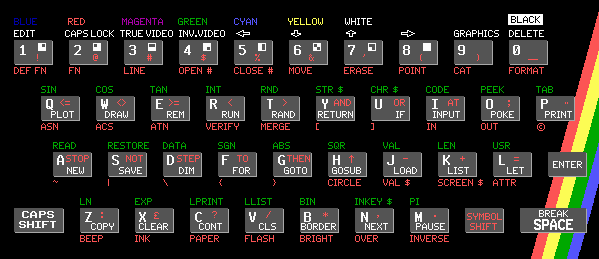 BLUE RED MAGENTA GREEN CYAN YELLOW WHITE BLACK
EDIT CAPS LOCK TRUE VIDEO INV.VIDEO ⇦ ⇩ ⇧ ⇨ GRAPHICS DELETE
1 ! 2 @ 3 # 4 $ 5 % 6 & 7 ' 8 ( 9 ) 0 _
DEF FN FN LINE OPEN # CLOSE # MOVE ERASE POINT CAT FORMAT
SIN COS TAN INT RND STR $ CHR $ CODE PEEK TAB
Q <= W <> E >= R < T > Y AND U OR I AT O ; P "
PLOT DRAW REM RUN RAND RETURN IF INPUT POKE PRINT
ASN ACS ATN VERIFY MERGE [ ] IN OUT ©
READ RESTORE DATA SGN ABS SQR VAL LEN USR
A STOP S NOT D STEP F TO G THEN H ↑ J - K + L = ENTER
NEW SAVE DIM FOR GOTO GOSUB LOAD LIST LET
~ | \ { } CIRCLE VAL $ SCREEN $ ATTR
LN EXP LPRINT LLIST BIN INKEY $ PI
CAPS SHIFT Z : X £ C ? V / B * N , M . SYMBOL SHIFT BREAK SPACE
COPY CLEAR CONT CLS BORDER NEXT PAUSE
BEEP INK PAPER FLASH BRIGHT OVER INVERSE